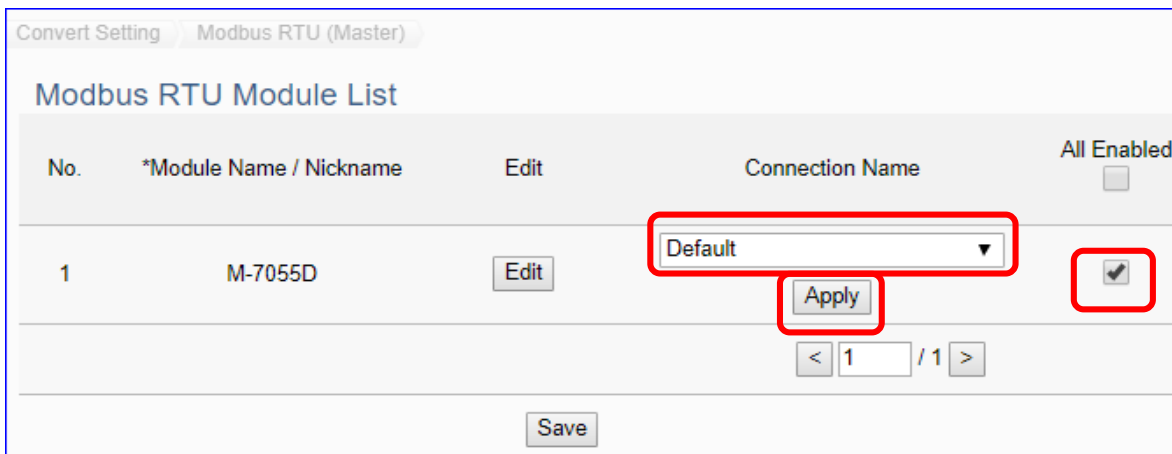 Convert Setting Modbus RTU (Master)
Modbus RTU Module List
No. *Module Name / Nickname Edit Connection Name All Enabled
1 M-7055D Edit Default ▼
Apply
< 1 / 1 >
Save